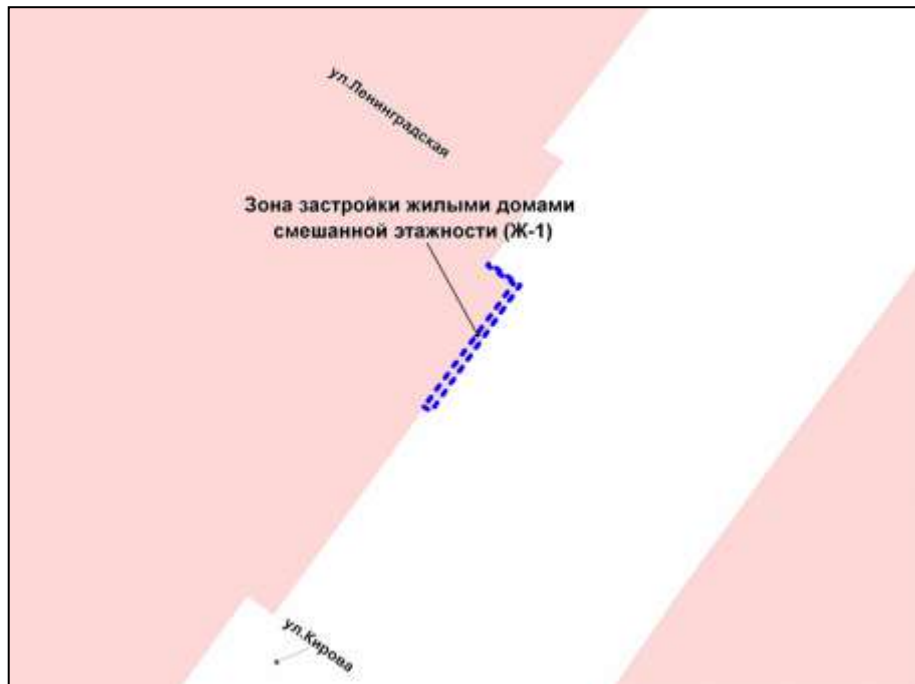 ул.Ленинградская
Зона застройки жилыми домами
смешанной этажности (Ж-1)
ул.Кирова